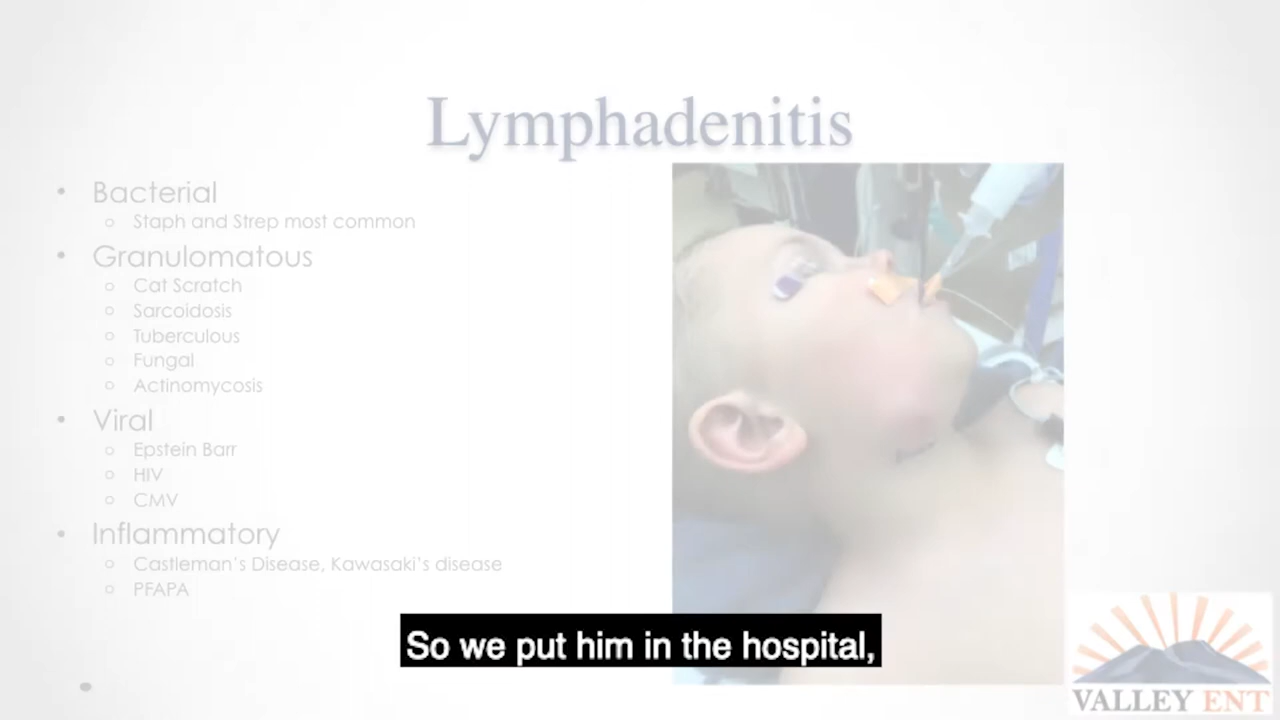 Lymphadenitis
• Bacterial
o Staph and Strep most common
• Granulomatous
o Cat Scratch
o Sarcoidosis
o Tuberculous
o Fungal
o Actinomycosis
• Viral
o Epstein Barr
o HIV
o CMV
• Inflammatory
o Castleman's Disease, Kawasaki's disease
o PFAPA
So we put him in the hospital,
VALLEY ENT